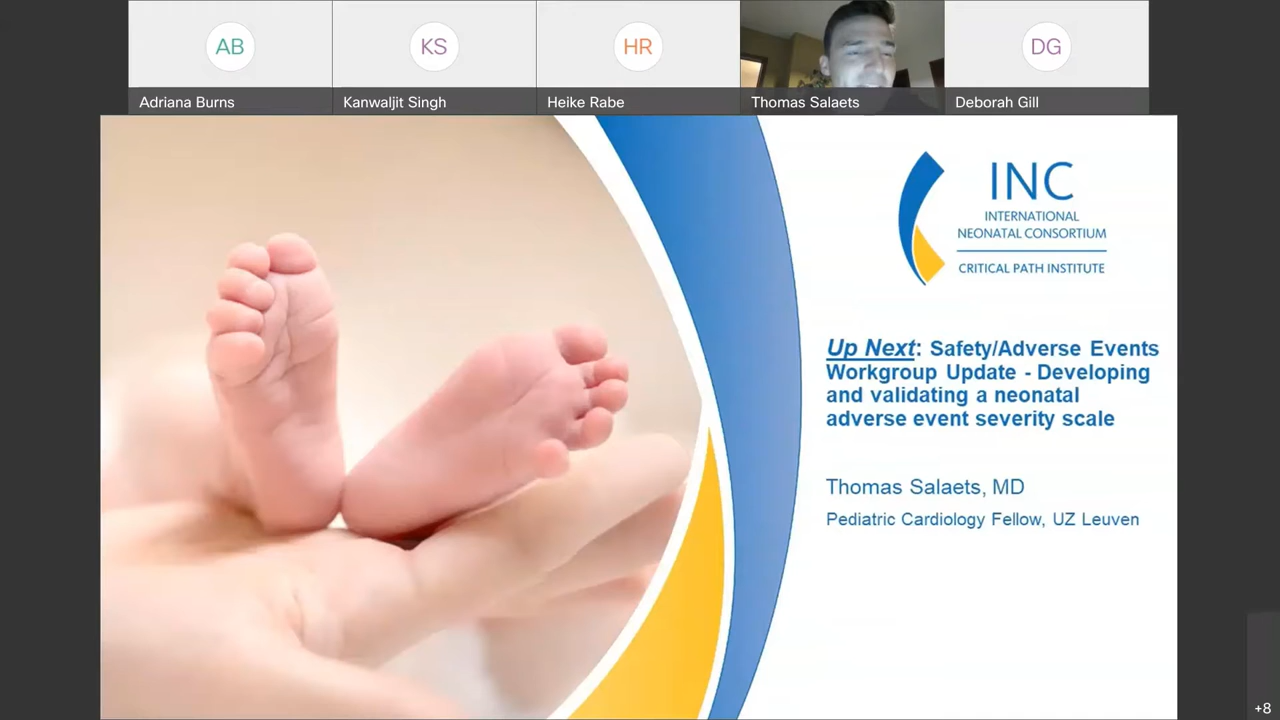 AB
KS
HR
DG
Adriana Burns
Kanwaljit Singh
Heike Rabe
Thomas Salaets
Deborah Gill
INC
INTERNATIONAL
NEONATAL CONSORTIUM
CRITICAL PATH INSTITUTE
Up Next: Safety/Adverse Events
Workgroup Update - Developing
and validating a neonatal
adverse event severity scale
Thomas Salaets, MD
Pediatric Cardiology Fellow, UZ Leuven
+8